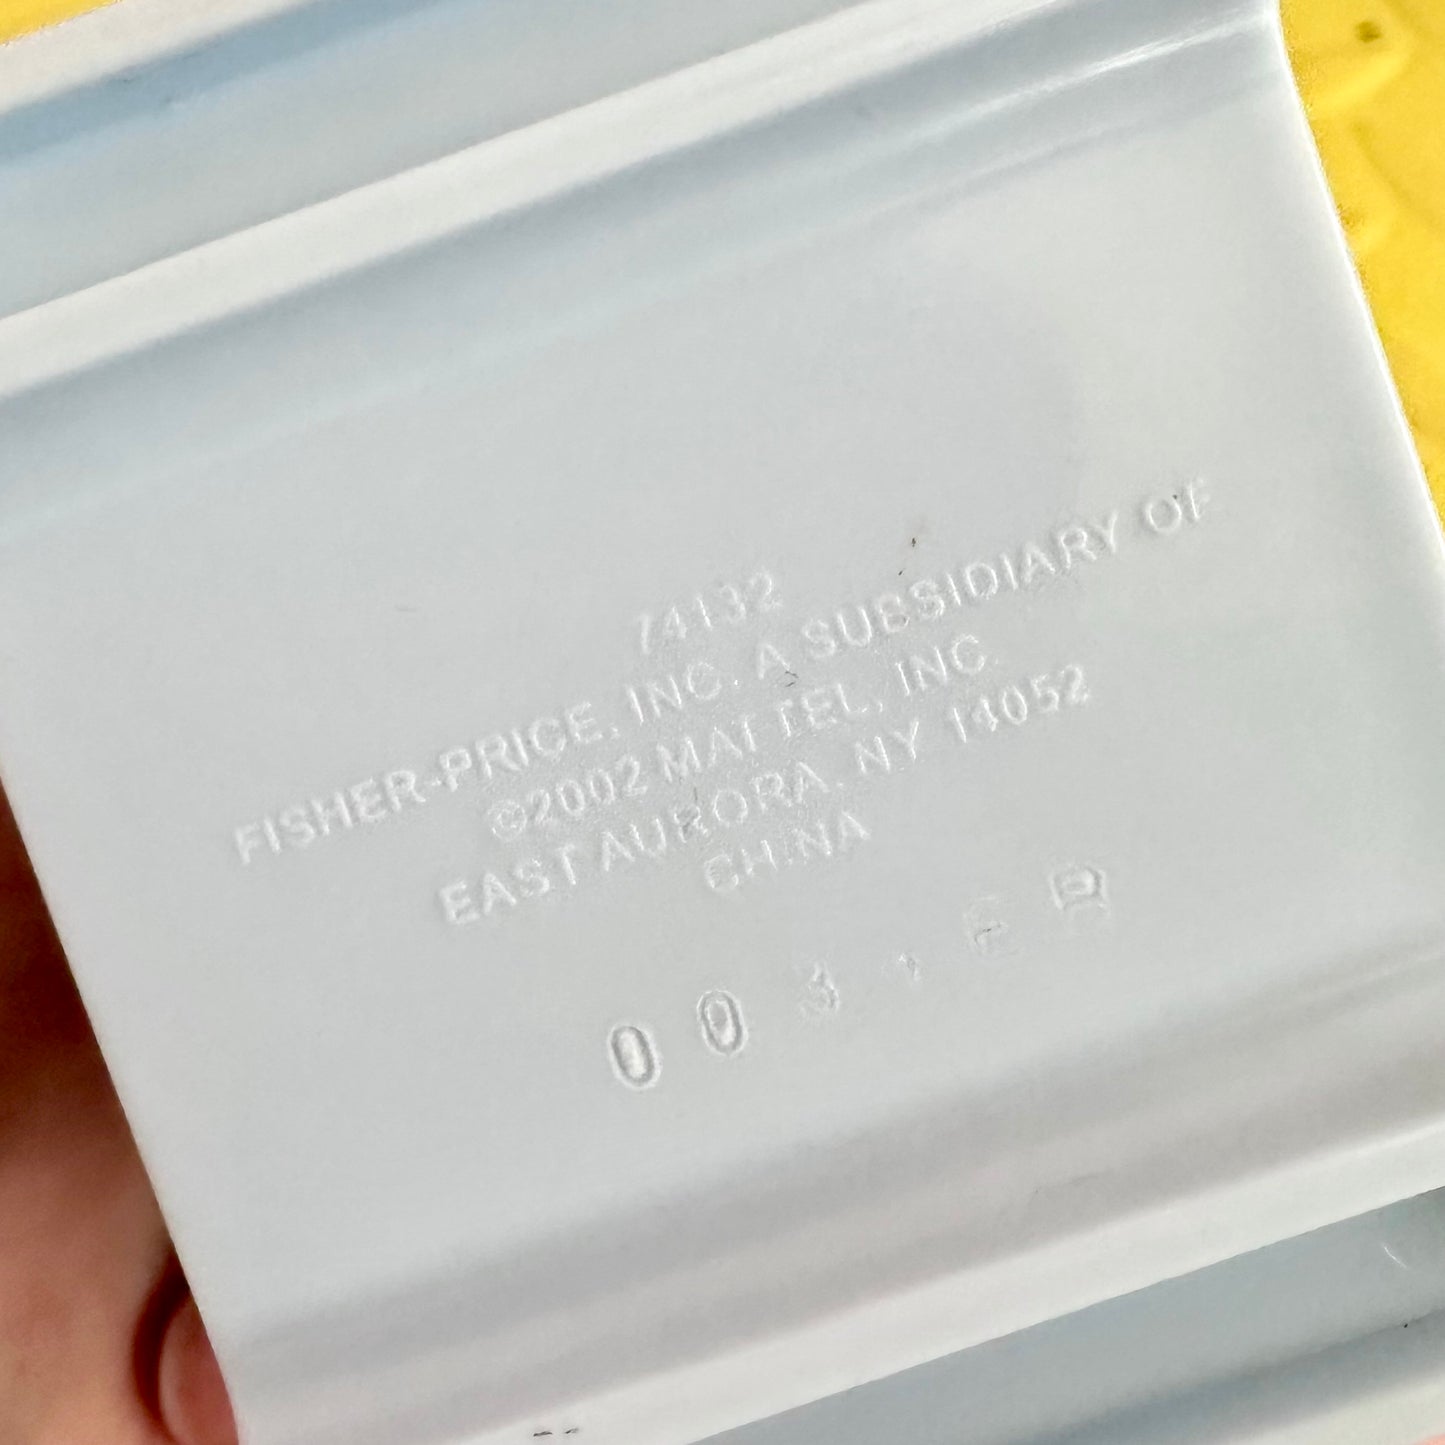 74132
FISHER-PRICE, INC. A SUBSIDIARY OF
©2002 MATTEL, INC.
EAST AURORA, NY 14052
CHINA